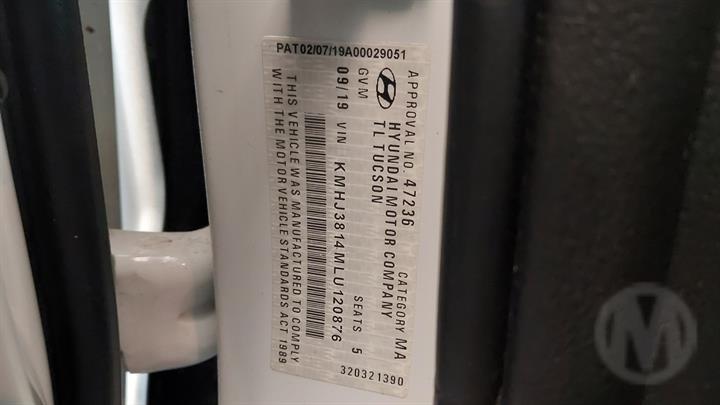 PAT02/07/19A00029051
APPROVAL NO. 47236 CATEGORY MA
HYUNDAI MOTOR COMPANY
TL TUCSON
GVM SEATS 5
09/19 VIN KMHJ3814MLU120876
THIS VEHICLE WAS MANUFACTURED TO COMPLY
WITH THE MOTOR VEHICLE STANDARDS ACT 1989
320321390
M